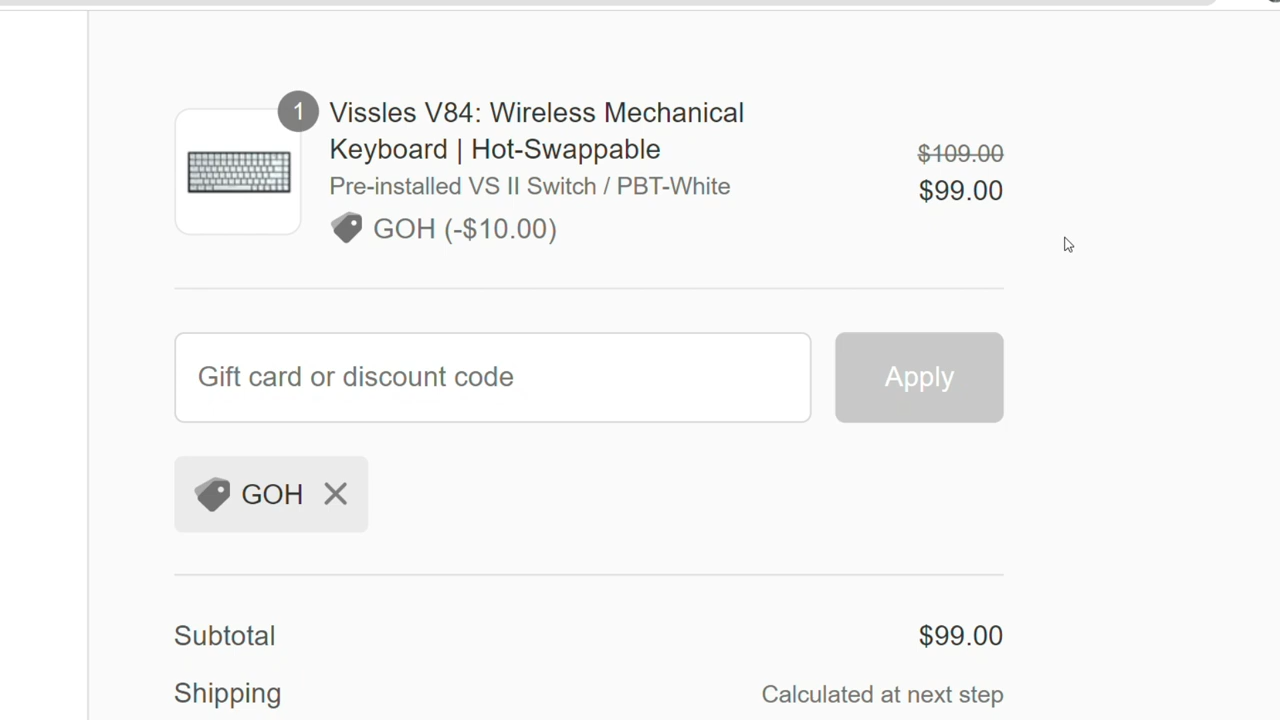 1
Vissles V84: Wireless Mechanical
Keyboard | Hot-Swappable
Pre-installed VS II Switch / PBT-White
GOH (-$10.00)
$109.00
$99.00
Gift card or discount code
Apply
GOH
Subtotal $99.00
Shipping Calculated at next step